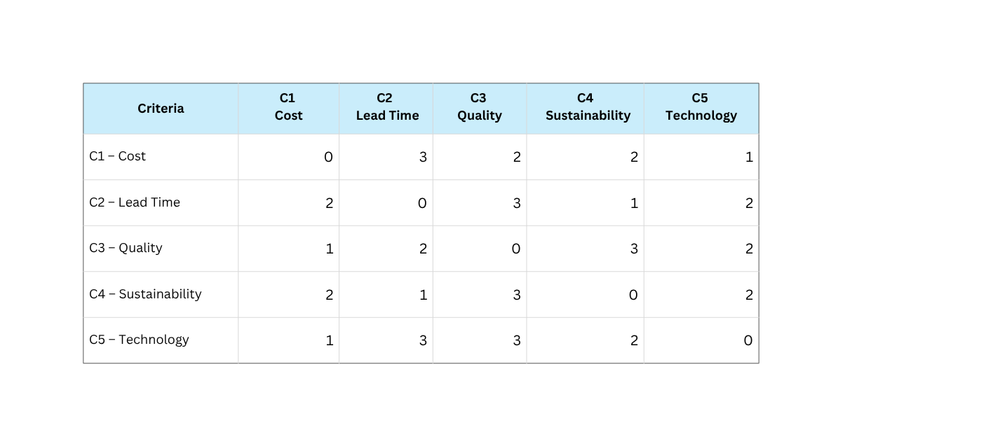 Criteria
C1
Cost
C2
Lead Time
C3
Quality
C4
Sustainability
C5
Technology
C1 – Cost 0 3 2 2 1
C2 – Lead Time 2 0 3 1 2
C3 – Quality 1 2 0 3 2
C4 – Sustainability 2 1 3 0 2
C5 – Technology 1 3 3 2 0